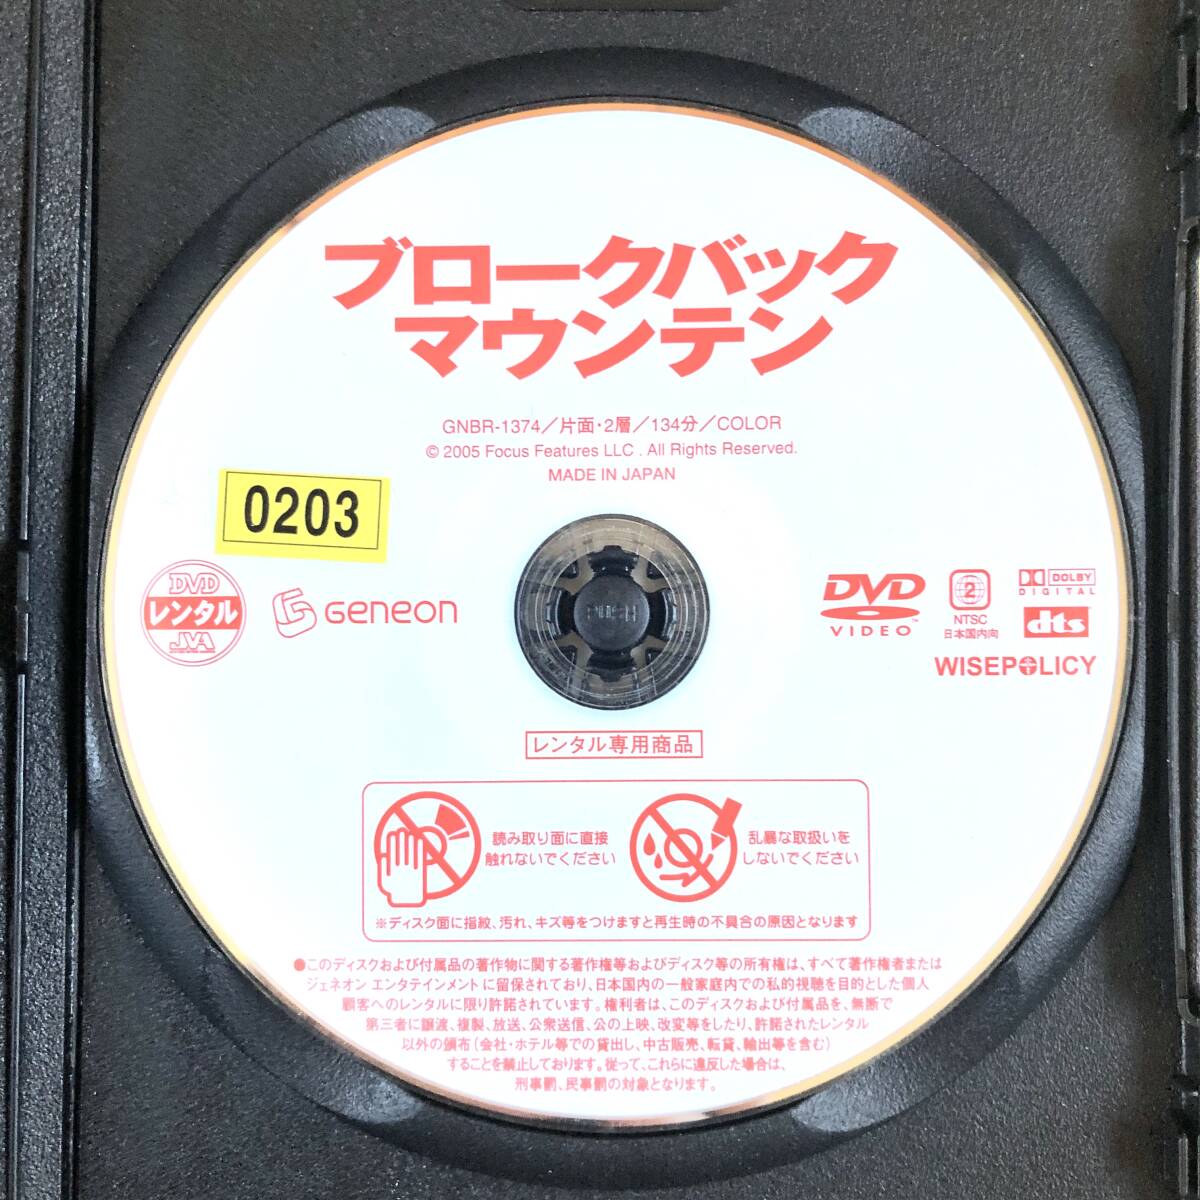 ブロークバック
マウンテン
GNBR-1374／片面・2層／134分／COLOR
© 2005 Focus Features LLC . All Rights Reserved.
MADE IN JAPAN
0203
DVD
レンタル
JVA
GENEON
PUSH
DVD
VIDEO
2
NTSC
日本国内向
DOLBY
DIGITAL
dts
WISEPOLICY
レンタル専用商品
読み取り面に直接
触れないでください
乱暴な取扱いを
しないでください
※ディスク面に指紋、汚れ、キズ等をつけますと再生時の不具合の原因となります
●このディスクおよび付属品の著作物に関する著作権等およびディスク等の所有権は、すべて著作権者または
ジェネオン エンタテインメントに留保されており、日本国内の一般家庭内での私的視聴を目的とした個人
顧客へのレンタルに限り許諾されています。権利者は、このディスクおよび付属品を、無断で
第三者に譲渡、複製、放送、公衆送信、公の上映、改変等をしたり、許諾されたレンタル
以外の頒布（会社・ホテル等での貸出し、中古販売、転貸、輸出等を含む）
することを禁止しております。従って、これらに違反した場合は、
刑事罰、民事罰の対象となります。